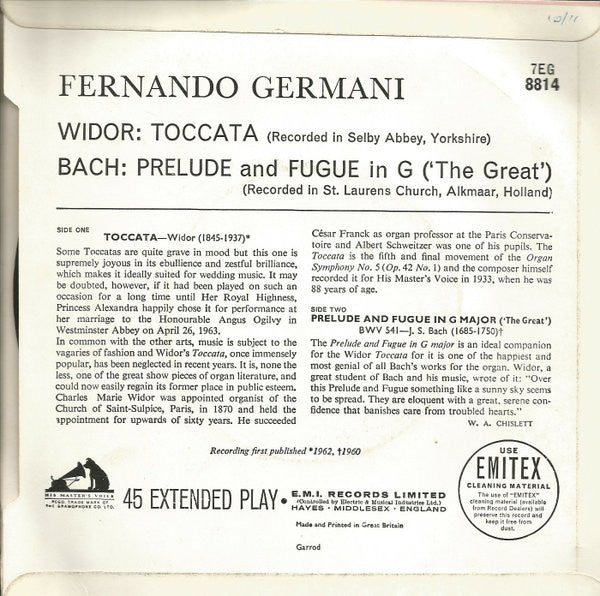 10/11
7EG
8814
FERNANDO GERMANI
WIDOR: TOCCATA (Recorded in Selby Abbey, Yorkshire)
BACH: PRELUDE and FUGUE in G ('The Great')
(Recorded in St. Laurens Church, Alkmaar, Holland)
SIDE ONE
TOCCATA—Widor (1845-1937)*
Some Toccatas are quite grave in mood but this one is
supremely joyous in its ebullience and zestful brilliance,
which makes it ideally suited for wedding music. It may
be doubted, however, if it had been played on such an
occasion for a long time until Her Royal Highness,
Princess Alexandra happily chose it for performance at
her marriage to the Honourable Angus Ogilvy in
Westminster Abbey on April 26, 1963.
In common with the other arts, music is subject to the
vagaries of fashion and Widor's Toccata, once immensely
popular, has been neglected in recent years. It is, none the
less, one of the great show pieces of organ literature, and
could now easily regain its former place in public esteem.
Charles Marie Widor was appointed organist of the
Church of Saint-Sulpice, Paris, in 1870 and held the
appointment for upwards of sixty years. He succeeded
César Franck as organ professor at the Paris Conserva-
toire and Albert Schweitzer was one of his pupils. The
Toccata is the fifth and final movement of the Organ
Symphony No. 5 (Op. 42 No. 1) and the composer himself
recorded it for His Master's Voice in 1933, when he was
88 years of age.
SIDE TWO
PRELUDE AND FUGUE IN G MAJOR ('The Great')
BWV 541—J. S. Bach (1685-1750)†
The Prelude and Fugue in G major is an ideal companion
for the Widor Toccata for it is one of the happiest and
most genial of all Bach's works for the organ. Widor, a
great student of Bach and his music, wrote of it: "Over
this Prelude and Fugue something like a sunny sky seems
to be spread. They are eloquent with a great, serene con-
fidence that banishes care from troubled hearts."
W. A. CHISLETT
Recording first published *1962, †1960
HIS MASTER'S VOICE
REGD. TRADE MARK OF
THE GRAMOPHONE CO. LTD.
45 EXTENDED PLAY •
E.M.I. RECORDS LIMITED
(Controlled by Electric & Musical Industries Ltd.)
HAYES • MIDDLESEX • ENGLAND
Made and Printed in Great Britain
Garrod
USE
EMITEX
CLEANING MATERIAL
The use of "EMITEX"
cleaning material (available
from Record Dealers) will
preserve this record and
keep it free from
dust.